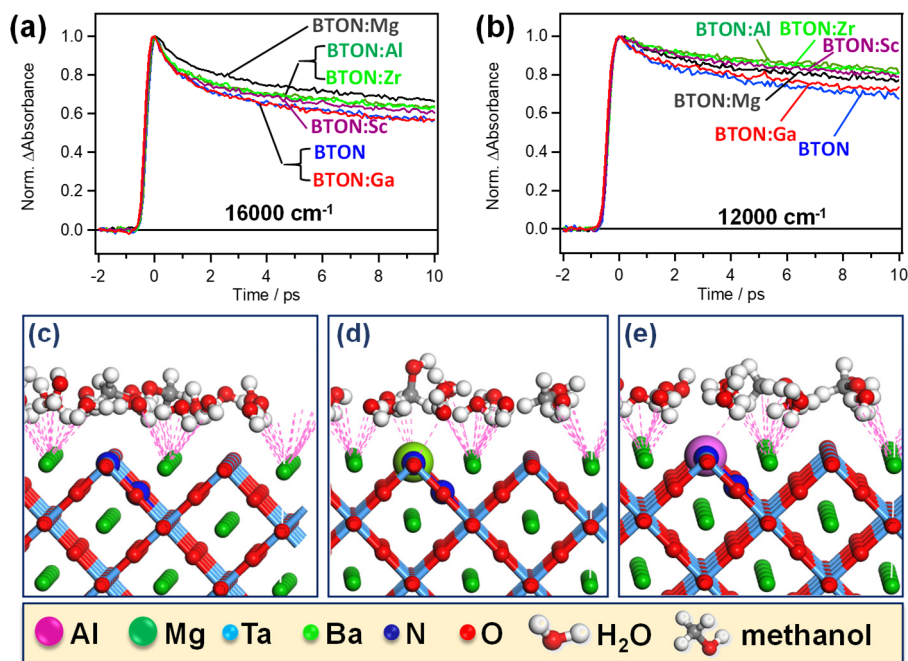 (a)
1.0
0.8
0.6
0.4
0.2
0.0
Norm. ΔAbsorbance
BTON:Mg
BTON:Al
BTON:Zr
BTON:Sc
BTON
BTON:Ga
16000 cm-1
-2 0 2 4 6 8 10
Time / ps
(b)
1.0
0.8
0.6
0.4
0.2
0.0
Norm. ΔAbsorbance
BTON:Al BTON:Zr
BTON:Sc
BTON:Mg
BTON:Ga
BTON
12000 cm-1
-2 0 2 4 6 8 10
Time / ps
(c)
(d)
(e)
Al Mg Ta Ba N O H2O methanol